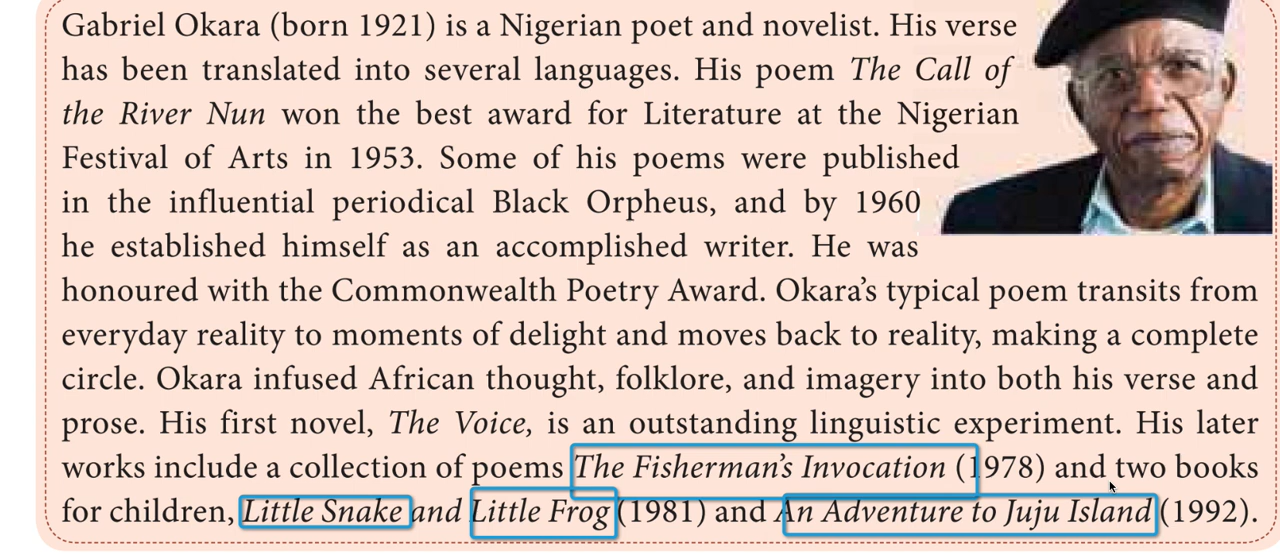 Gabriel Okara (born 1921) is a Nigerian poet and novelist. His verse
has been translated into several languages. His poem The Call of
the River Nun won the best award for Literature at the Nigerian
Festival of Arts in 1953. Some of his poems were published
in the influential periodical Black Orpheus, and by 1960
he established himself as an accomplished writer. He was
honoured with the Commonwealth Poetry Award. Okara’s typical poem transits from
everyday reality to moments of delight and moves back to reality, making a complete
circle. Okara infused African thought, folklore, and imagery into both his verse and
prose. His first novel, The Voice, is an outstanding linguistic experiment. His later
works include a collection of poems The Fisherman’s Invocation (1978) and two books
for children, Little Snake and Little Frog (1981) and An Adventure to Juju Island (1992).